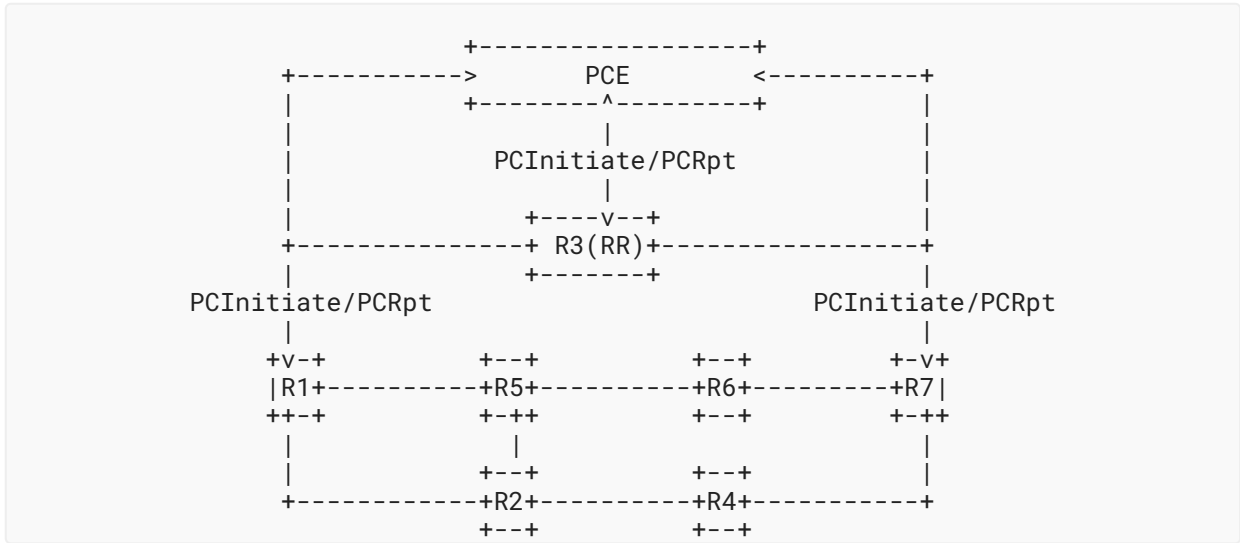 +------------------+
+-----------> PCE <----------+
| +--------^---------+ |
| | |
| PCInitiate/PCRpt |
| | |
| +----v--+ |
+---------------+ R3(RR)+-----------------+
| +-------+ |
PCInitiate/PCRpt PCInitiate/PCRpt
| |
+v-+ +--+ +--+ +-v+
|R1+----------+R5+----------+R6+---------+R7|
++-+ +-++ +--+ +-++
| | |
| +--+ +--+ |
+------------+R2+----------+R4+-----------+
+--+ +--+